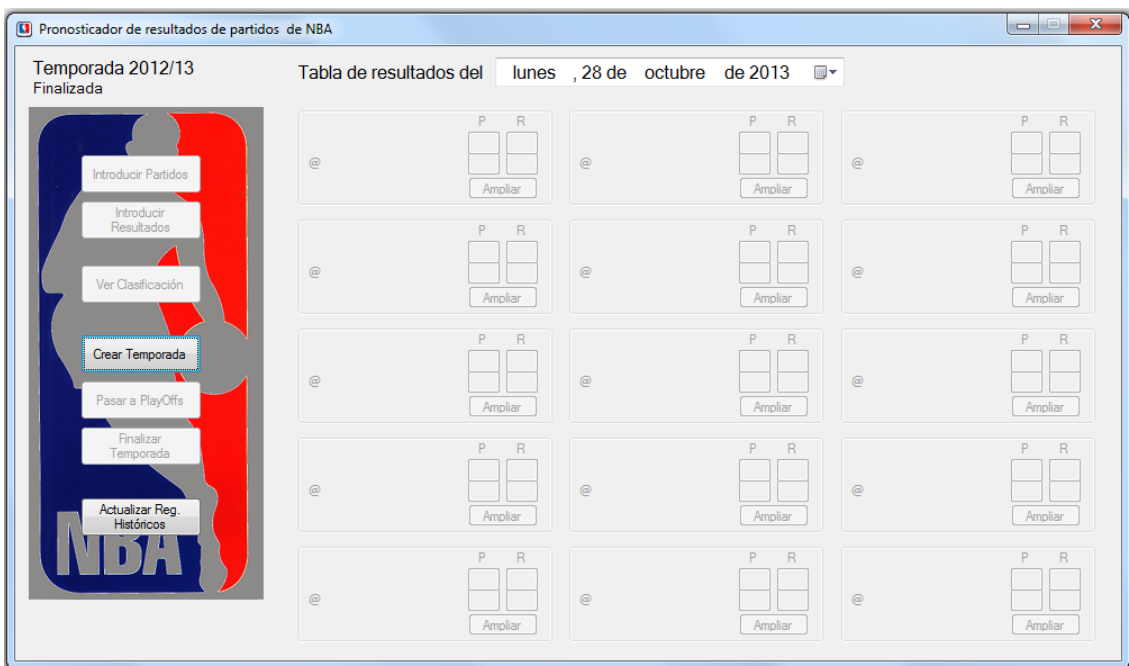 Pronosticador de resultados de partidos de NBA
Temporada 2012/13
Finalizada
Tabla de resultados del lunes , 28 de octubre de 2013
Introducir Partidos
Introducir
Resultados
Ver Clasificación
Crear Temporada
Pasar a PlayOffs
Finalizar
Temporada
Actualizar Reg.
Históricos
NBA
P R P R P R
@ @ @
Ampliar Ampliar Ampliar
P R P R P R
@ @ @
Ampliar Ampliar Ampliar
P R P R P R
@ @ @
Ampliar Ampliar Ampliar
P R P R P R
@ @ @
Ampliar Ampliar Ampliar
P R P R P R
@ @ @
Ampliar Ampliar Ampliar